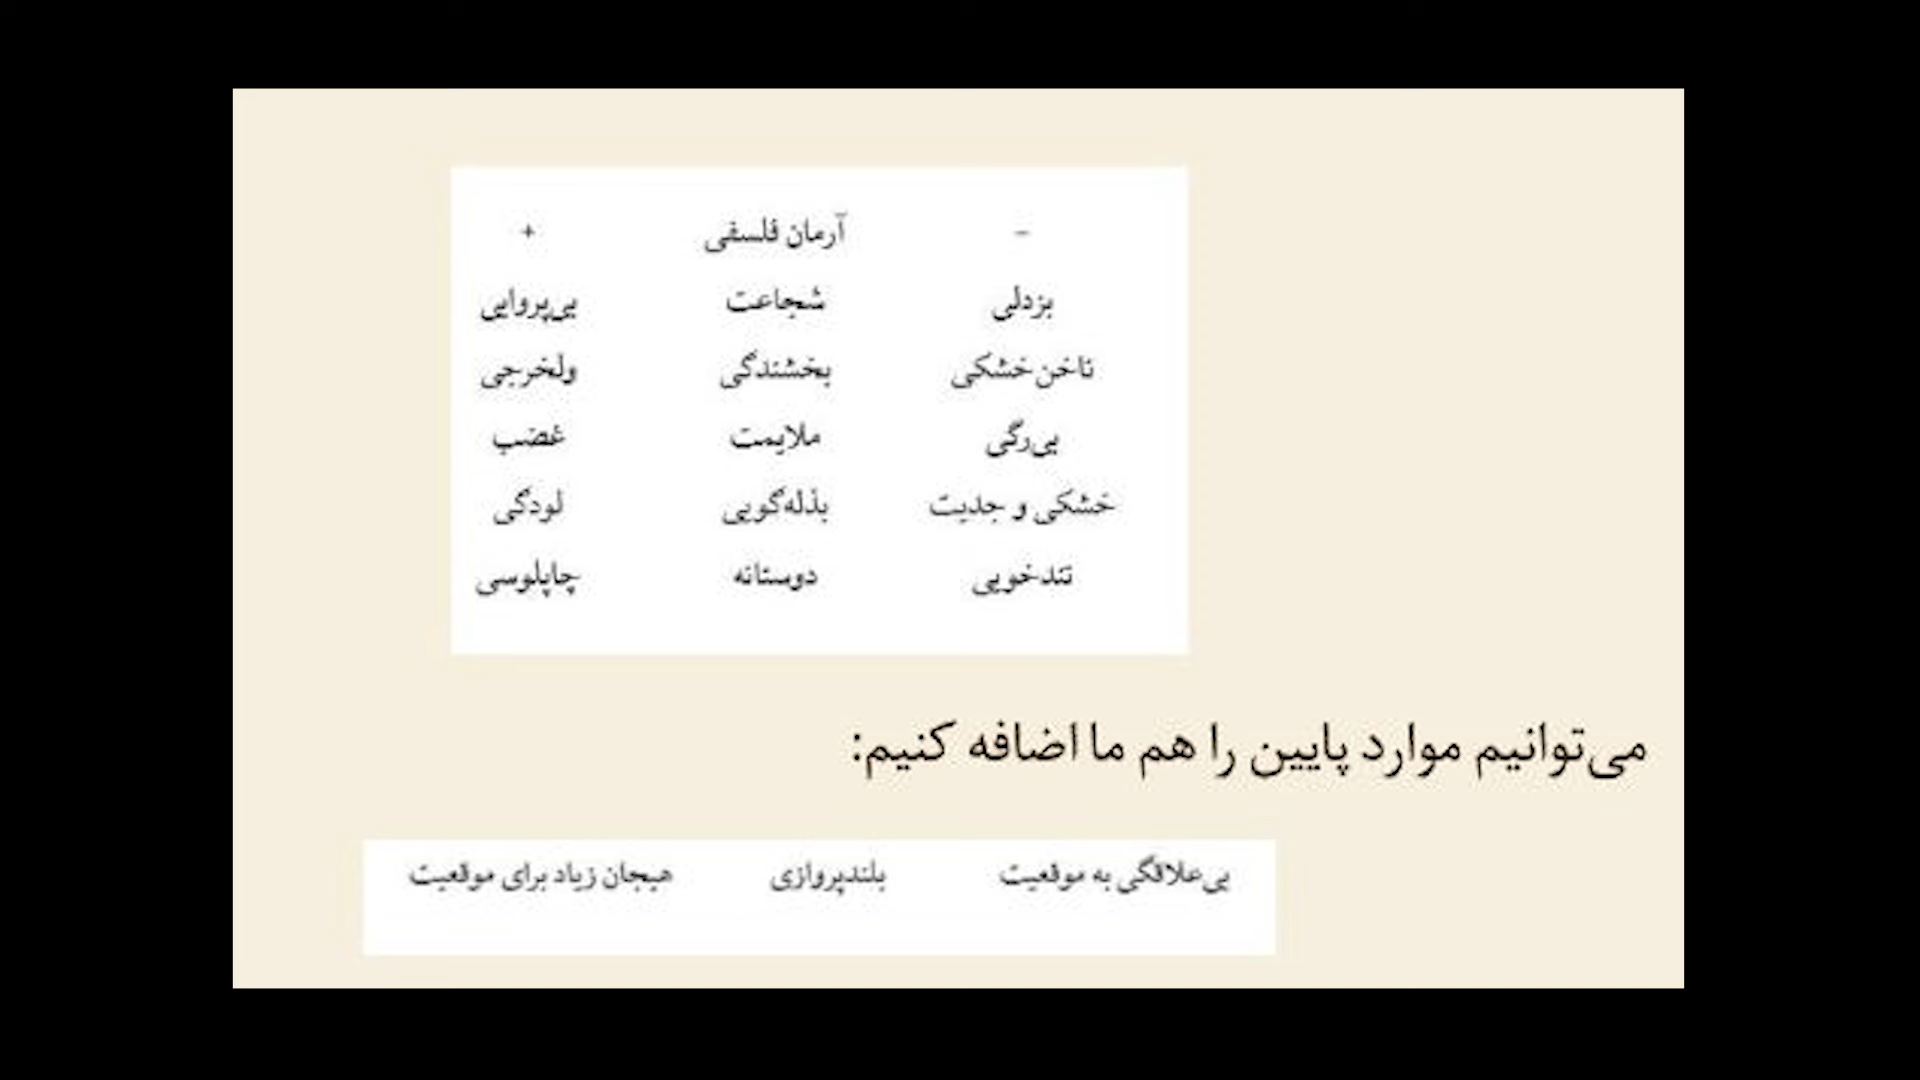 – آرمان فلسفی +
بزدلی شجاعت بی‌پروایی
ناخن‌خشکی بخشندگی ولخرجی
بی‌رگی ملایمت غضب
خشکی و جدیت بذله‌گویی لودگی
تندخویی دوستانه چاپلوسی
می‌توانیم موارد پایین را هم ما اضافه کنیم:
بی‌علاقگی به موقعیت بلندپروازی هیجان زیاد برای موقعیت